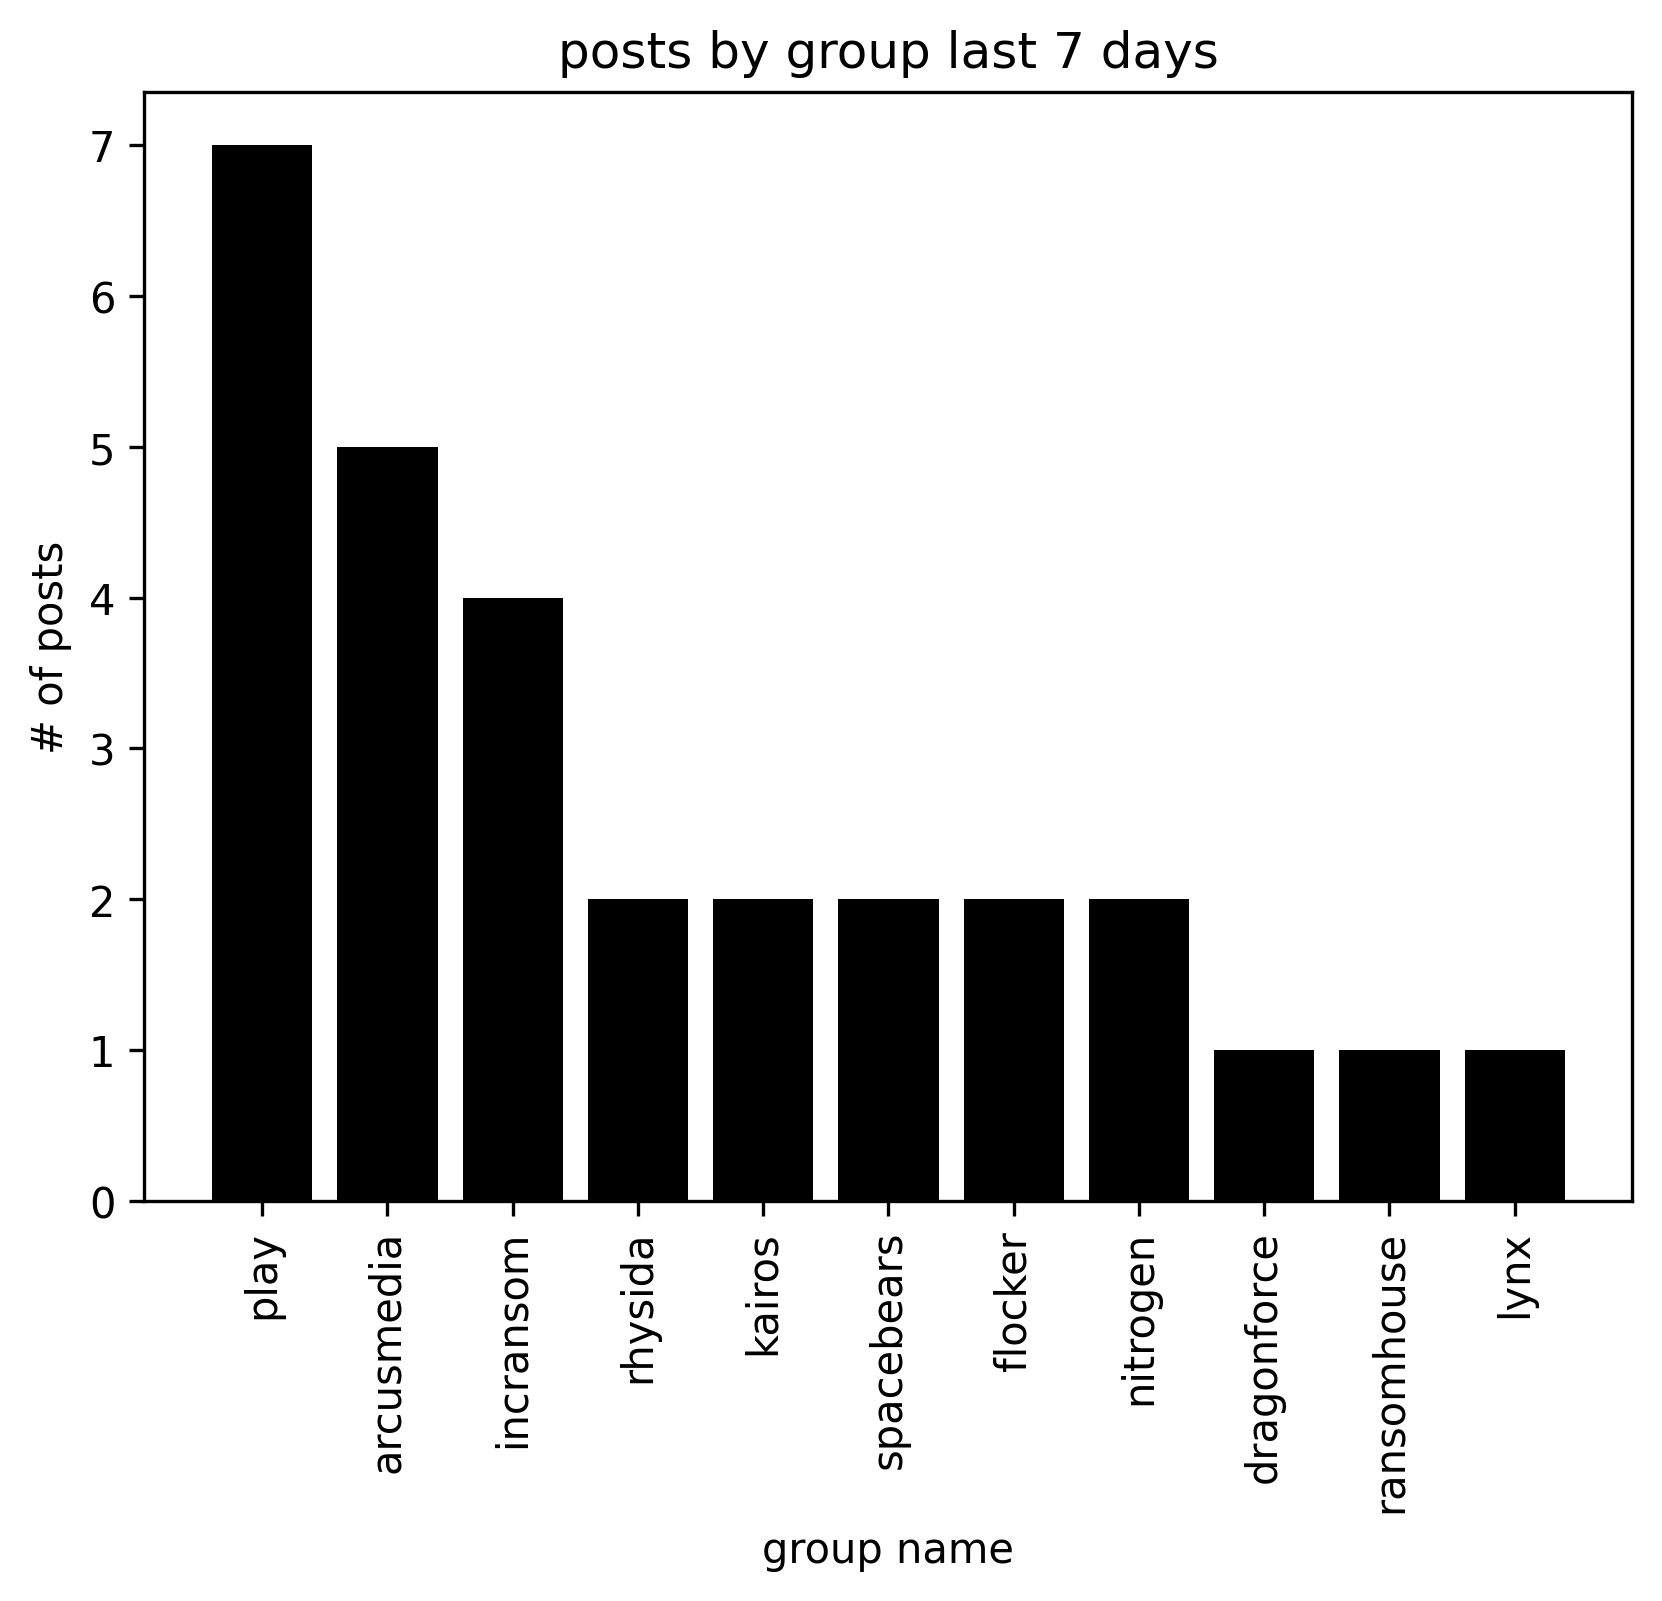 posts by group last 7 days
# of posts
7
6
5
4
3
2
1
0
play
arcusmedia
incransom
rhysida
kairos
spacebears
flocker
nitrogen
dragonforce
ransomhouse
lynx
group name